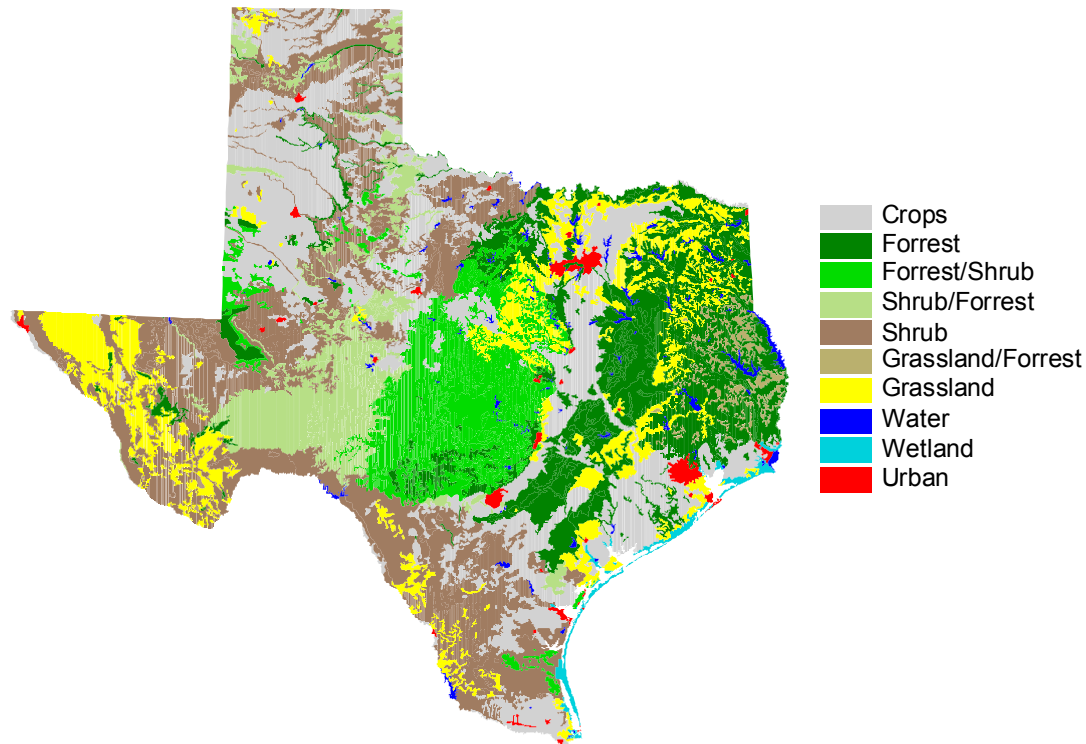 Crops
Forrest
Forrest/Shrub
Shrub/Forrest
Shrub
Grassland/Forrest
Grassland
Water
Wetland
Urban